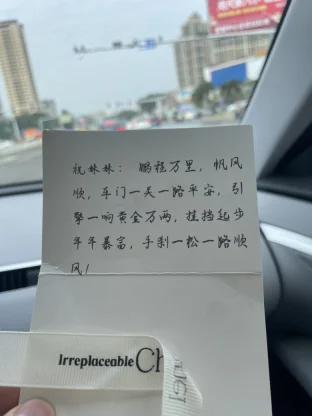 祝妹妹： 鹏程万里，帆风
顺，车门一关一路平安，引
擎一响黄金万两，挂挡起步
年年暴富，手刹一松一路顺
风！
Irreplaceable Ch